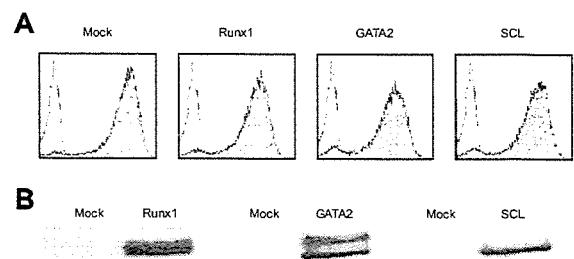 A
Mock Runx1 GATA2 SCL
B
Mock Runx1 Mock GATA2 Mock SCL